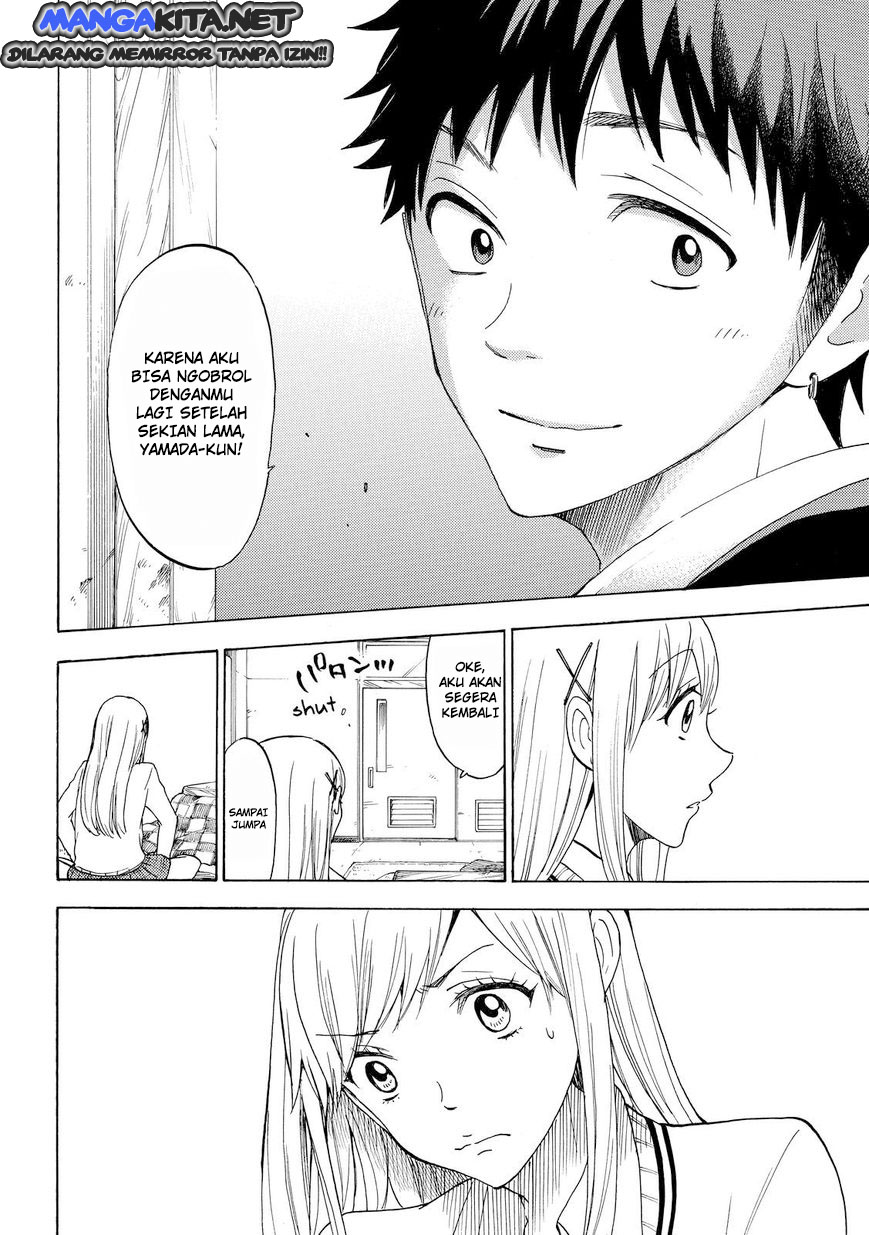 MANGAKITA.NET
DILARANG MEMIRROR TANPA IZIN!!
KARENA AKU
BISA NGOBROL
DENGANMU
LAGI SETELAH
SEKIAN LAMA,
YAMADA-KUN!
OKE,
AKU AKAN
SEGERA
KEMBALI
パタン
shut.
SAMPAI
JUMPA